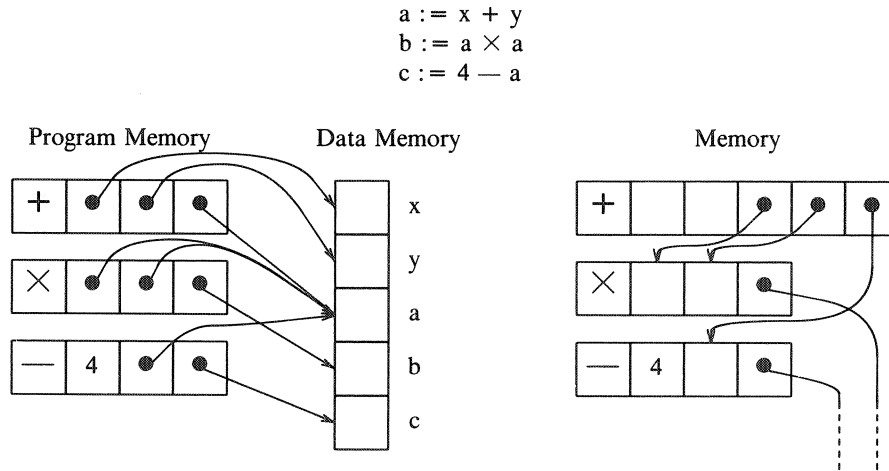 a := x + y
b := a × a
c := 4 — a
Program Memory
Data Memory
Memory
+
x
+
y
×
×
a
— 4
b
— 4
c